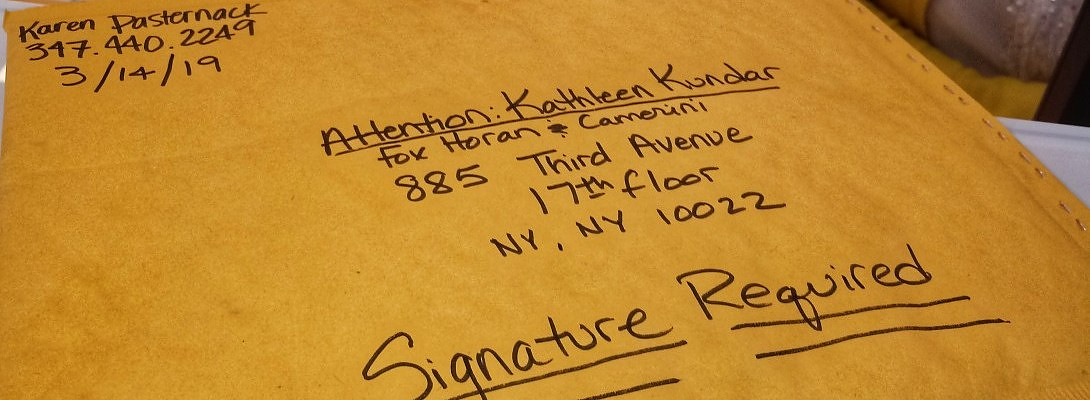 Karen Pasternack
347.440.2249
3/14/19
Attention: Kathleen Kundar
Fox Horan & Camerini
885 Third Avenue
17th floor
NY, NY 10022
Signature Required